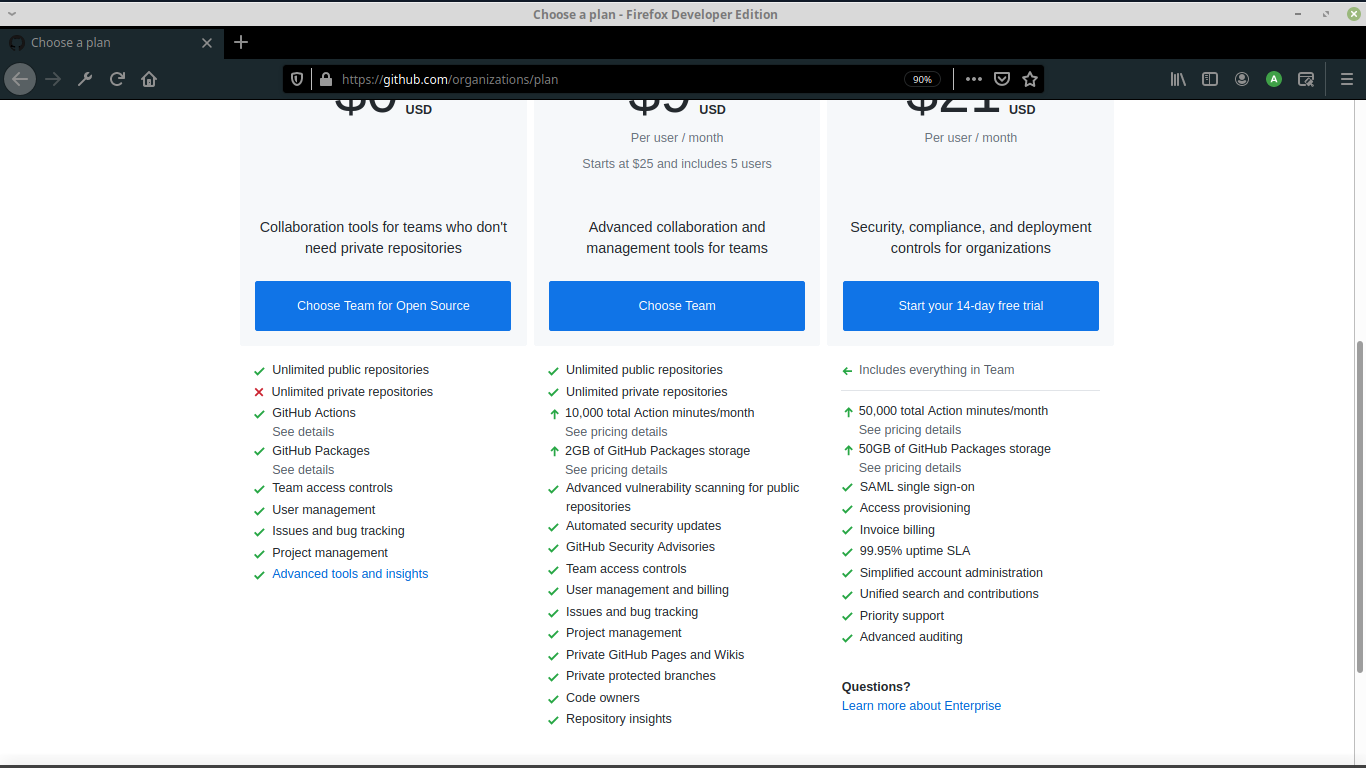 Choose a plan - Firefox Developer Edition
Choose a plan
https://github.com/organizations/plan
90%
A
USD
USD
$21 USD
Per user / month
Per user / month
Starts at $25 and includes 5 users
Collaboration tools for teams who don't
need private repositories
Advanced collaboration and
management tools for teams
Security, compliance, and deployment
controls for organizations
Choose Team for Open Source
Choose Team
Start your 14-day free trial
Unlimited public repositories
Unlimited private repositories
GitHub Actions
See details
GitHub Packages
See details
Team access controls
User management
Issues and bug tracking
Project management
Advanced tools and insights
Unlimited public repositories
Unlimited private repositories
10,000 total Action minutes/month
See pricing details
2GB of GitHub Packages storage
See pricing details
Advanced vulnerability scanning for public
repositories
Automated security updates
GitHub Security Advisories
Team access controls
User management and billing
Issues and bug tracking
Project management
Private GitHub Pages and Wikis
Private protected branches
Code owners
Repository insights
Includes everything in Team
50,000 total Action minutes/month
See pricing details
50GB of GitHub Packages storage
See pricing details
SAML single sign-on
Access provisioning
Invoice billing
99.95% uptime SLA
Simplified account administration
Unified search and contributions
Priority support
Advanced auditing
Questions?
Learn more about Enterprise